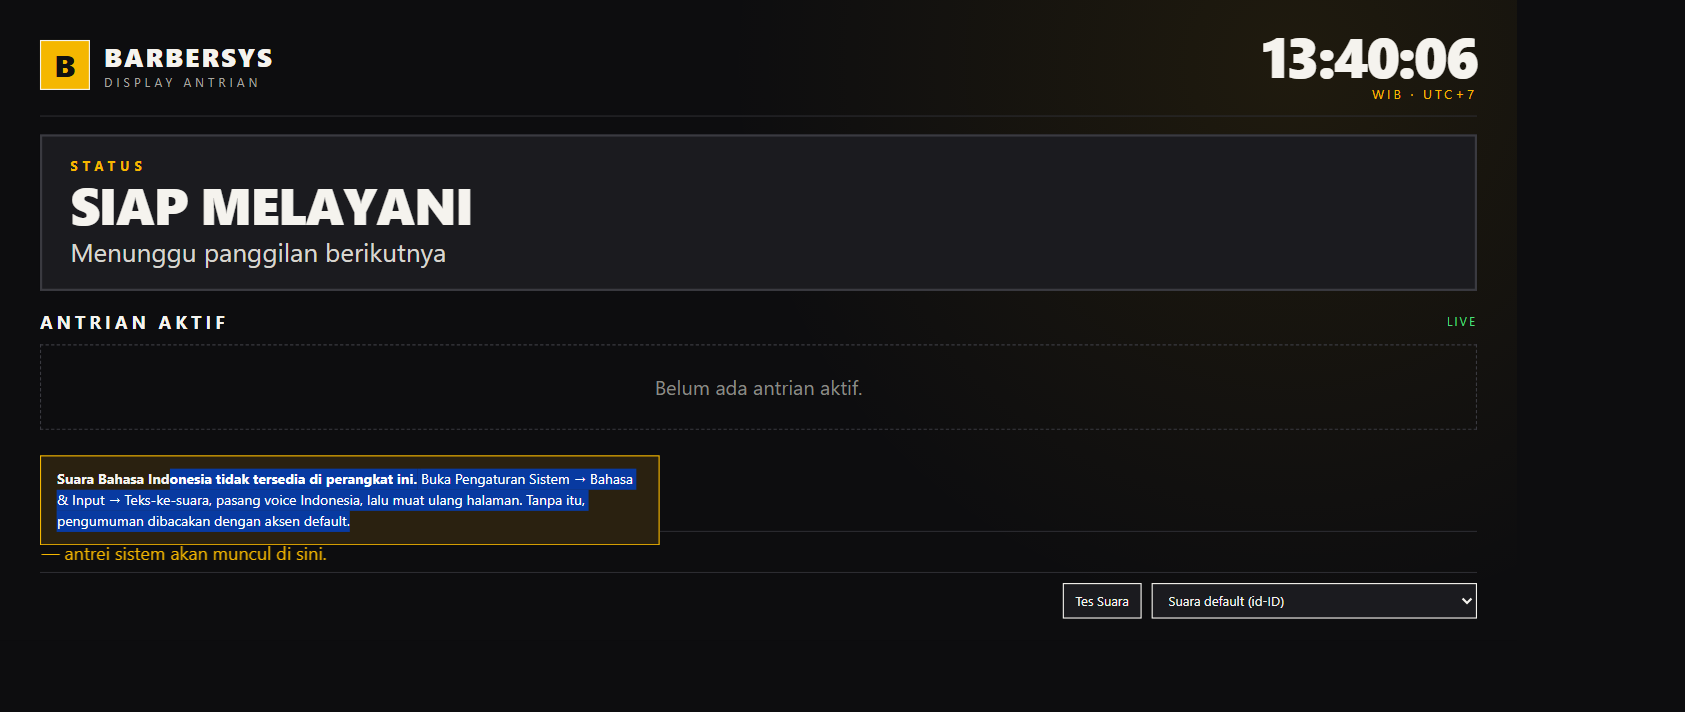 B
BARBERSYS
DISPLAY ANTRIAN
13:40:06
WIB · UTC+7
STATUS
SIAP MELAYANI
Menunggu panggilan berikutnya
ANTRIAN AKTIF
LIVE
Belum ada antrian aktif.
Suara Bahasa Indonesia tidak tersedia di perangkat ini. Buka Pengaturan Sistem → Bahasa
& Input → Teks-ke-suara, pasang voice Indonesia, lalu muat ulang halaman. Tanpa itu,
pengumuman dibacakan dengan aksen default.
— antrei sistem akan muncul di sini.
Tes Suara
Suara default (id-ID)